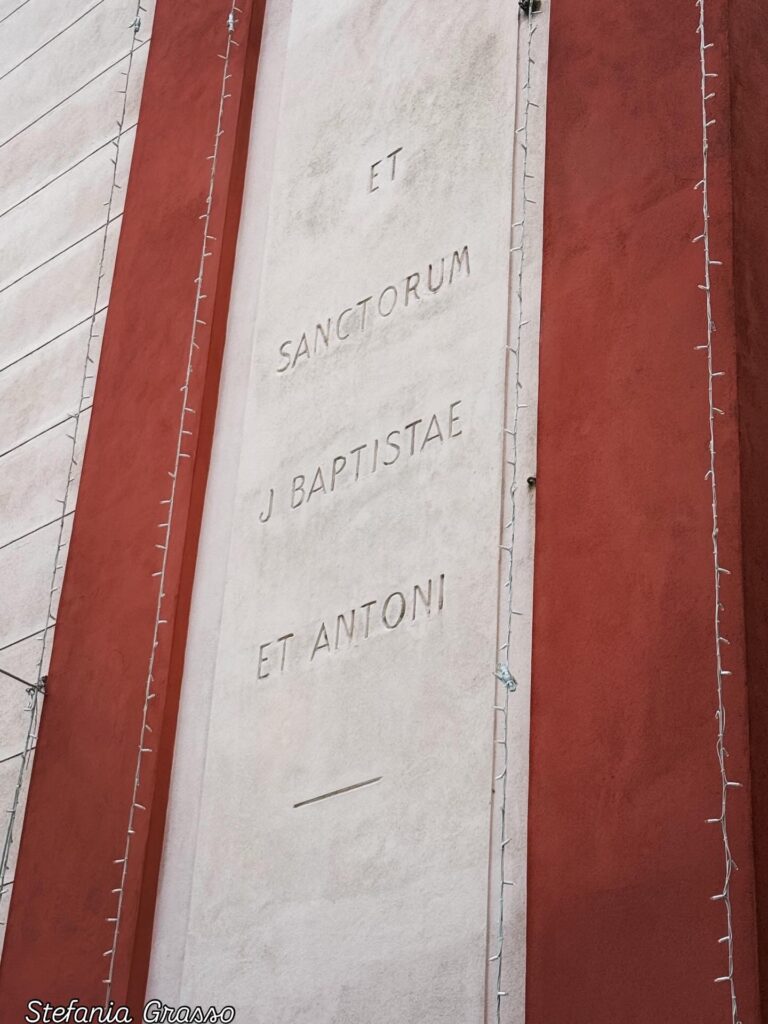 ET
SANCTORUM
J BAPTISTAE
ET ANTONI
Stefania Grasso